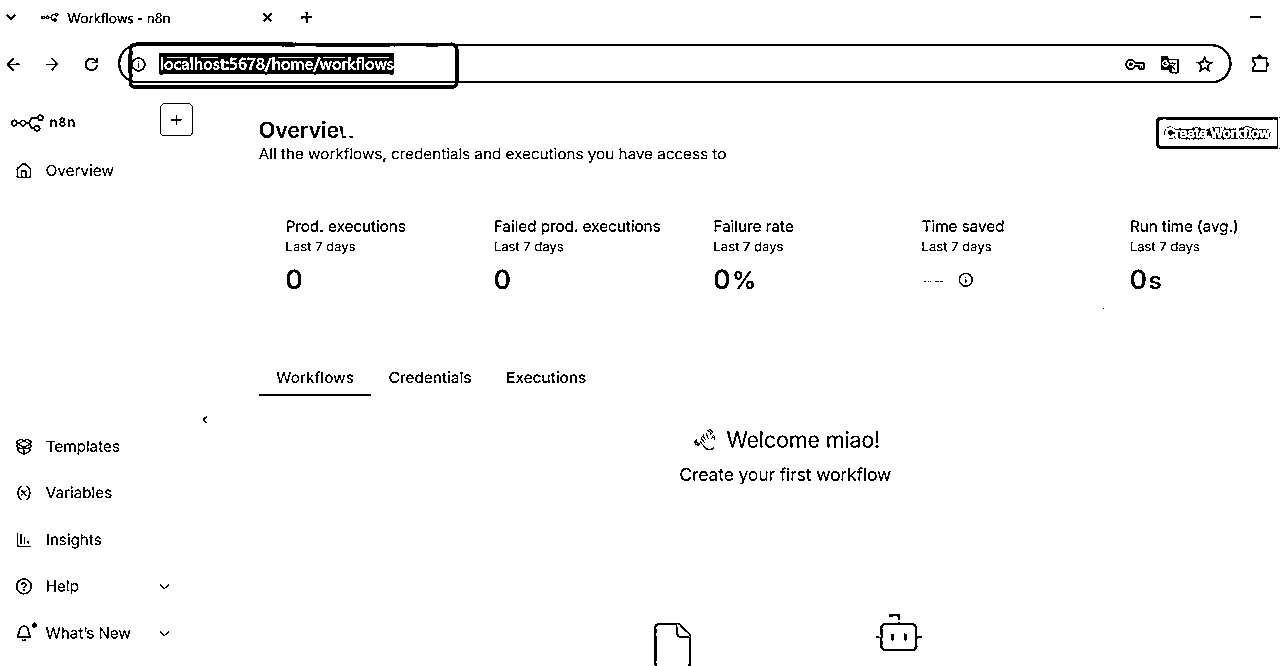 Workflows - n8n
localhost:5678/home/workflows
n8n
Overview
Overview
All the workflows, credentials and executions you have access to
Create Workflow
Prod. executions
Last 7 days
0
Failed prod. executions
Last 7 days
0
Failure rate
Last 7 days
0%
Time saved
Last 7 days
--
Run time (avg.)
Last 7 days
0s
Workflows
Credentials
Executions
Welcome miao!
Create your first workflow
Templates
Variables
Insights
Help
What's New